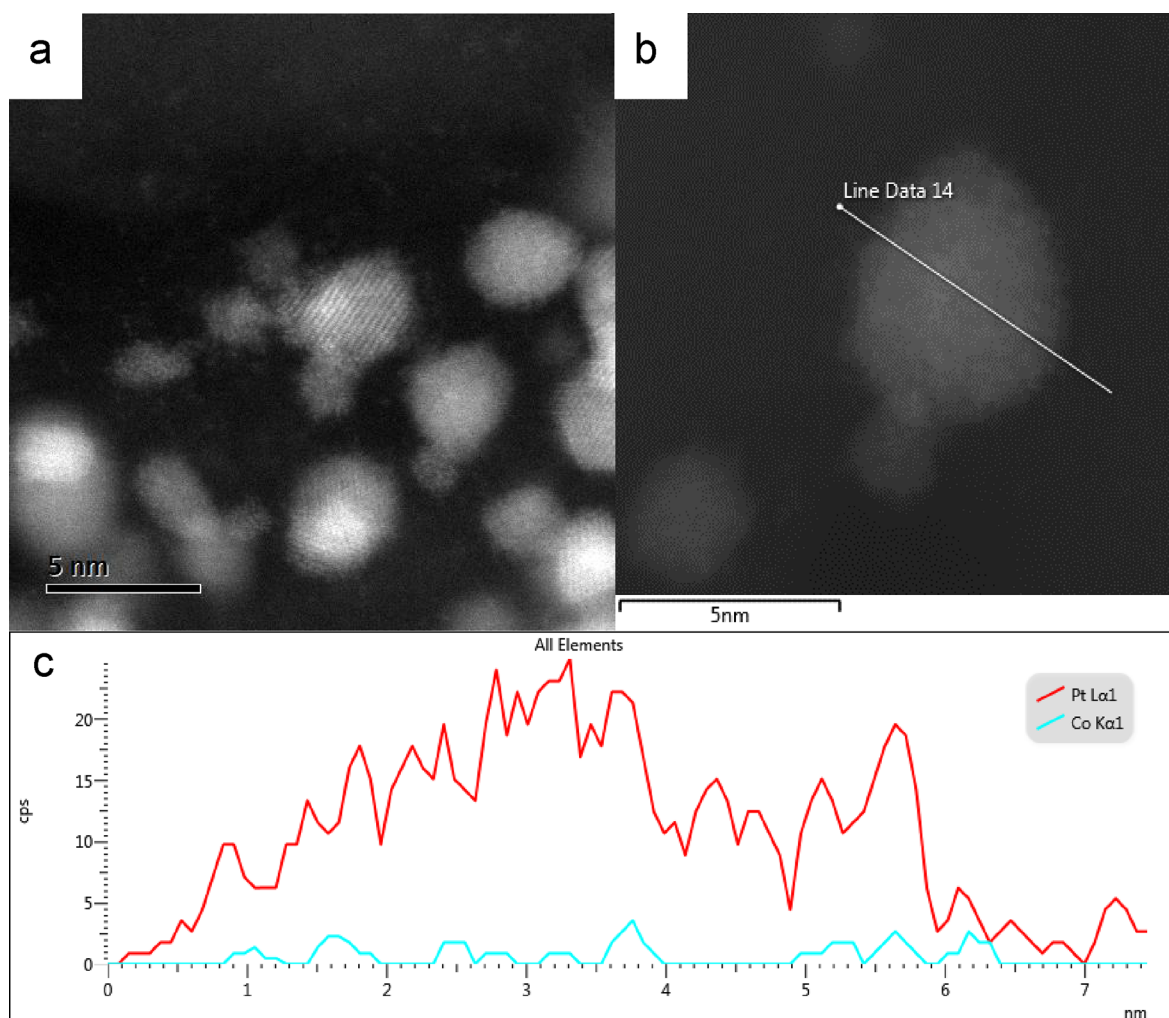 a
b
Line Data 14
5 nm
5nm
c
All Elements
Pt Lα1
Co Kα1
cps
20
15
10
5
0
0 1 2 3 4 5 6 7
nm